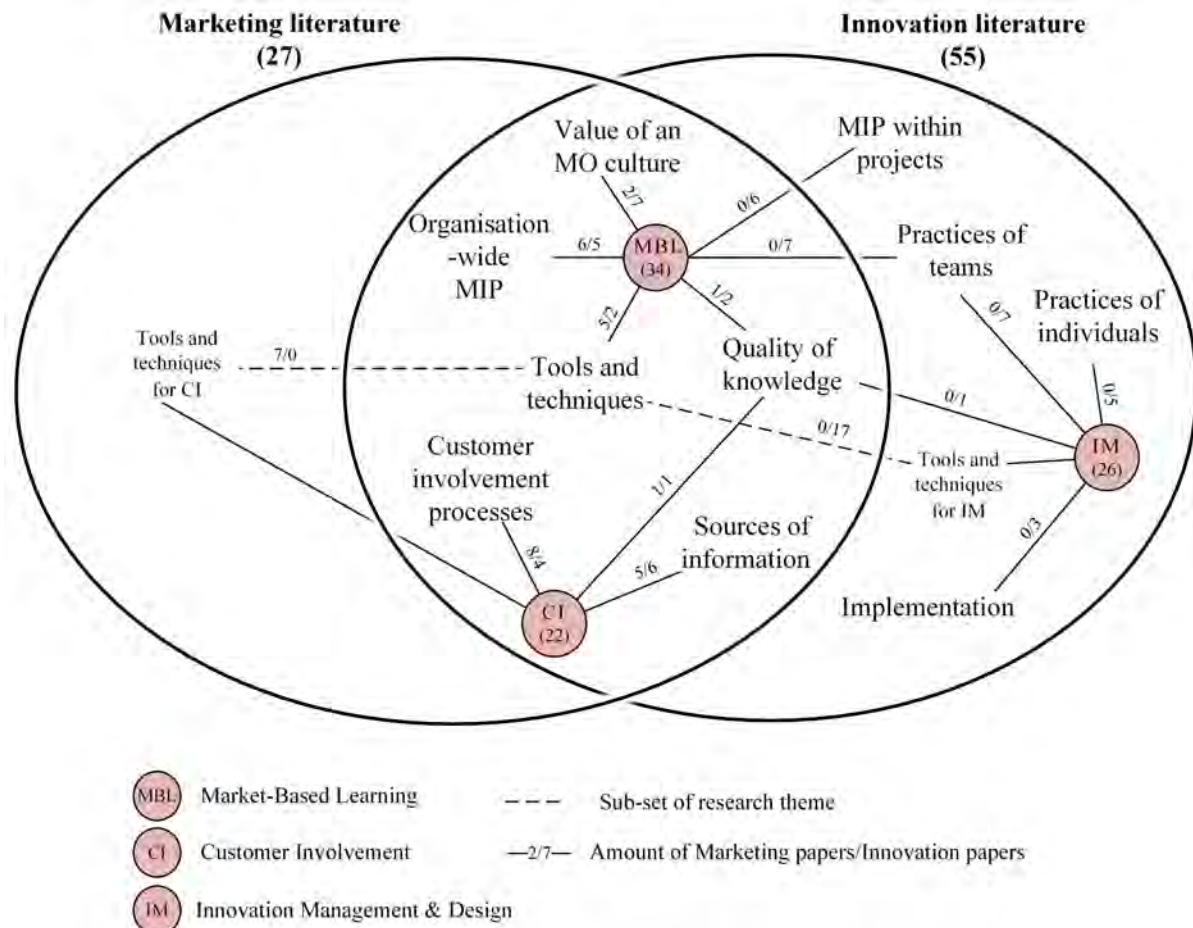 Marketing literature
(27)
Innovation literature
(55)
Value of an
MO culture
MIP within
projects
2/7
0/6
Organisation
-wide
MIP
6/5
MBL
(34)
0/7
Practices of
teams
5/2
1/2
0/7
Practices of
individuals
Tools and
techniques
for CI
7/0
Tools and
techniques
Quality of
knowledge
0/1
0/5
0/17
Customer
involvement
processes
Tools and
techniques
for IM
IM
(26)
1/1
Sources of
information
8/4
5/6
0/3
CI
(22)
Implementation
MBL Market-Based Learning
Sub-set of research theme
CI Customer Involvement
2/7 Amount of Marketing papers/Innovation papers
IM Innovation Management & Design